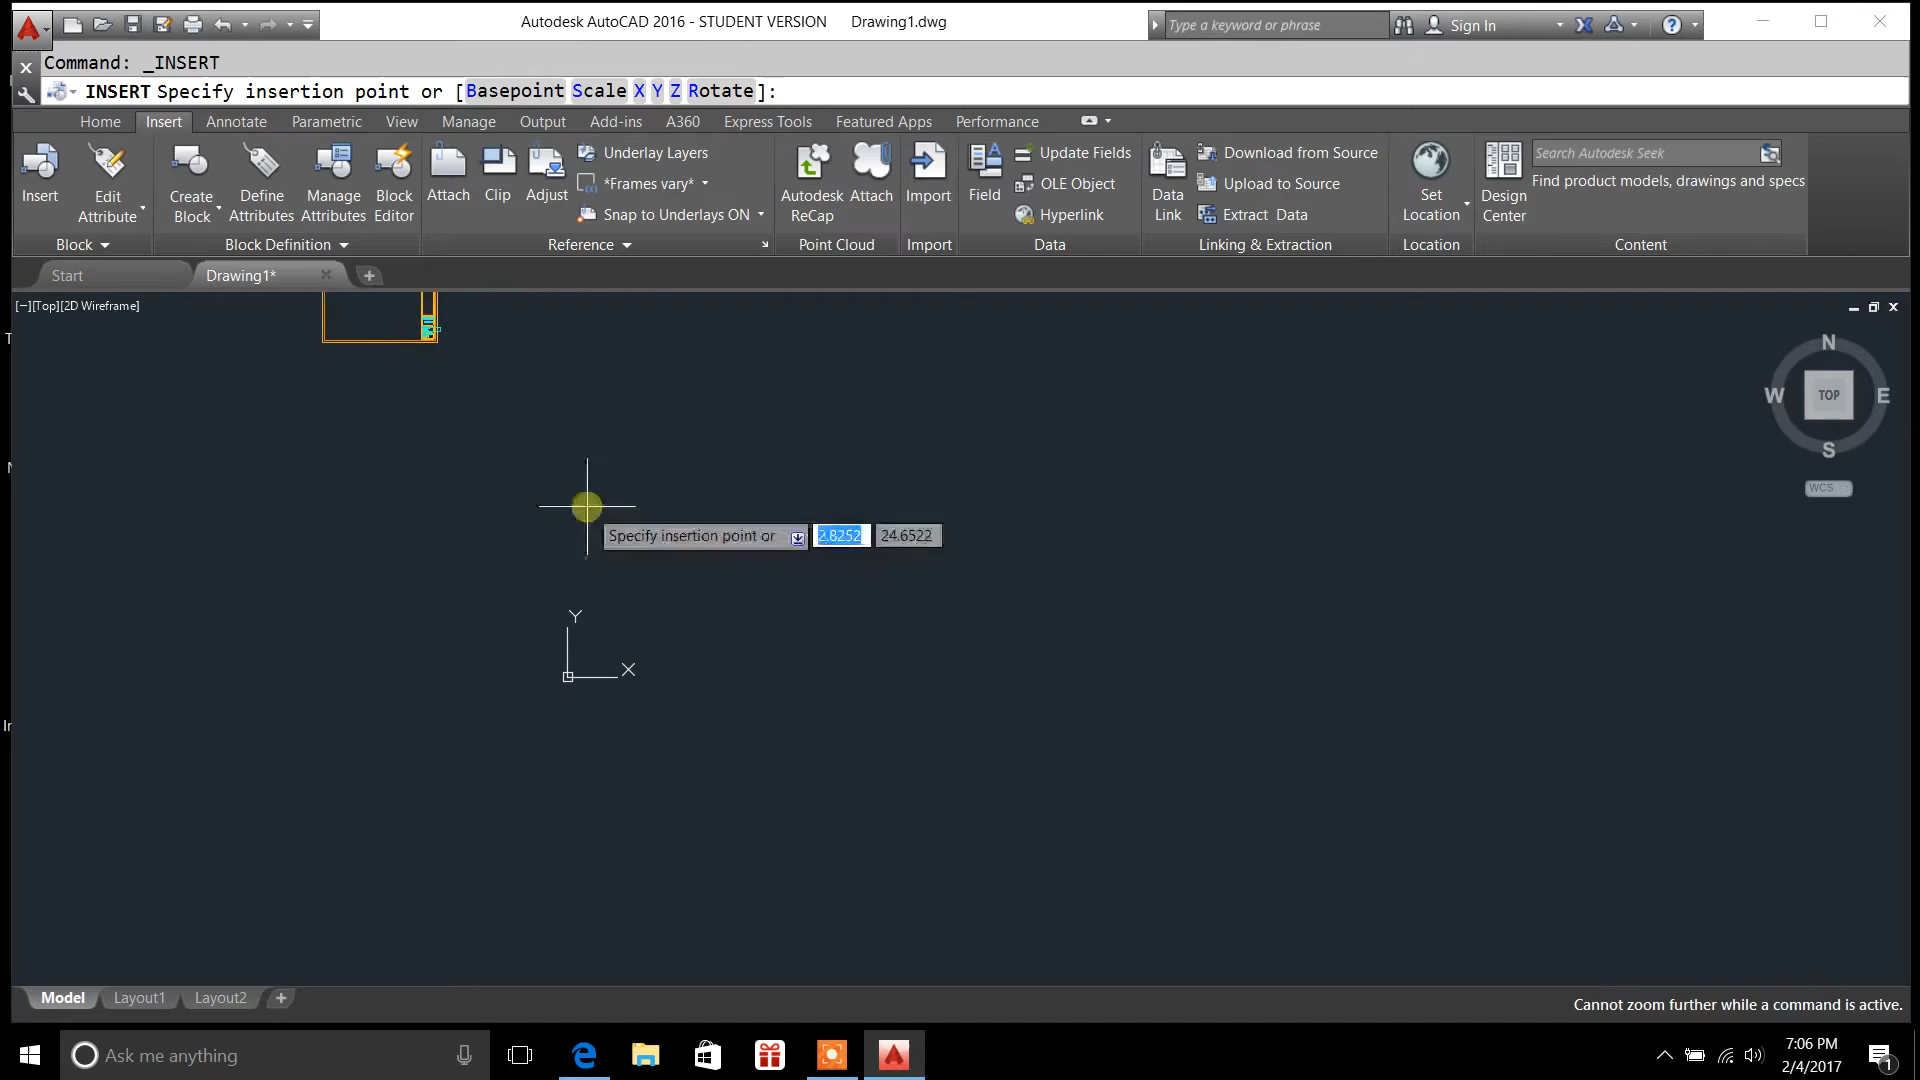 Autodesk AutoCAD 2016 - STUDENT VERSION Drawing1.dwg
Type a keyword or phrase
Sign In
Command: _INSERT
INSERT Specify insertion point or [Basepoint Scale X Y Z Rotate]:
Home Insert Annotate Parametric View Manage Output Add-ins A360 Express Tools Featured Apps Performance
Insert
Edit
Attribute
Block
Create
Block
Define
Attributes
Manage
Attributes
Block
Editor
Block Definition
Attach
Clip
Adjust
Underlay Layers
*Frames vary*
Snap to Underlays ON
Reference
Autodesk
ReCap
Attach
Point Cloud
Import
Import
Field
Update Fields
OLE Object
Hyperlink
Data
Data
Link
Download from Source
Upload to Source
Extract Data
Linking & Extraction
Set
Location
Location
Design
Center
Search Autodesk Seek
Find product models, drawings and specs
Content
Start
Drawing1*
[−][Top][2D Wireframe]
N
W TOP E
S
WCS
Specify insertion point or 2.8252 24.6522
Y
X
Model Layout1 Layout2
Cannot zoom further while a command is active.
Ask me anything
7:06 PM
2/4/2017
1